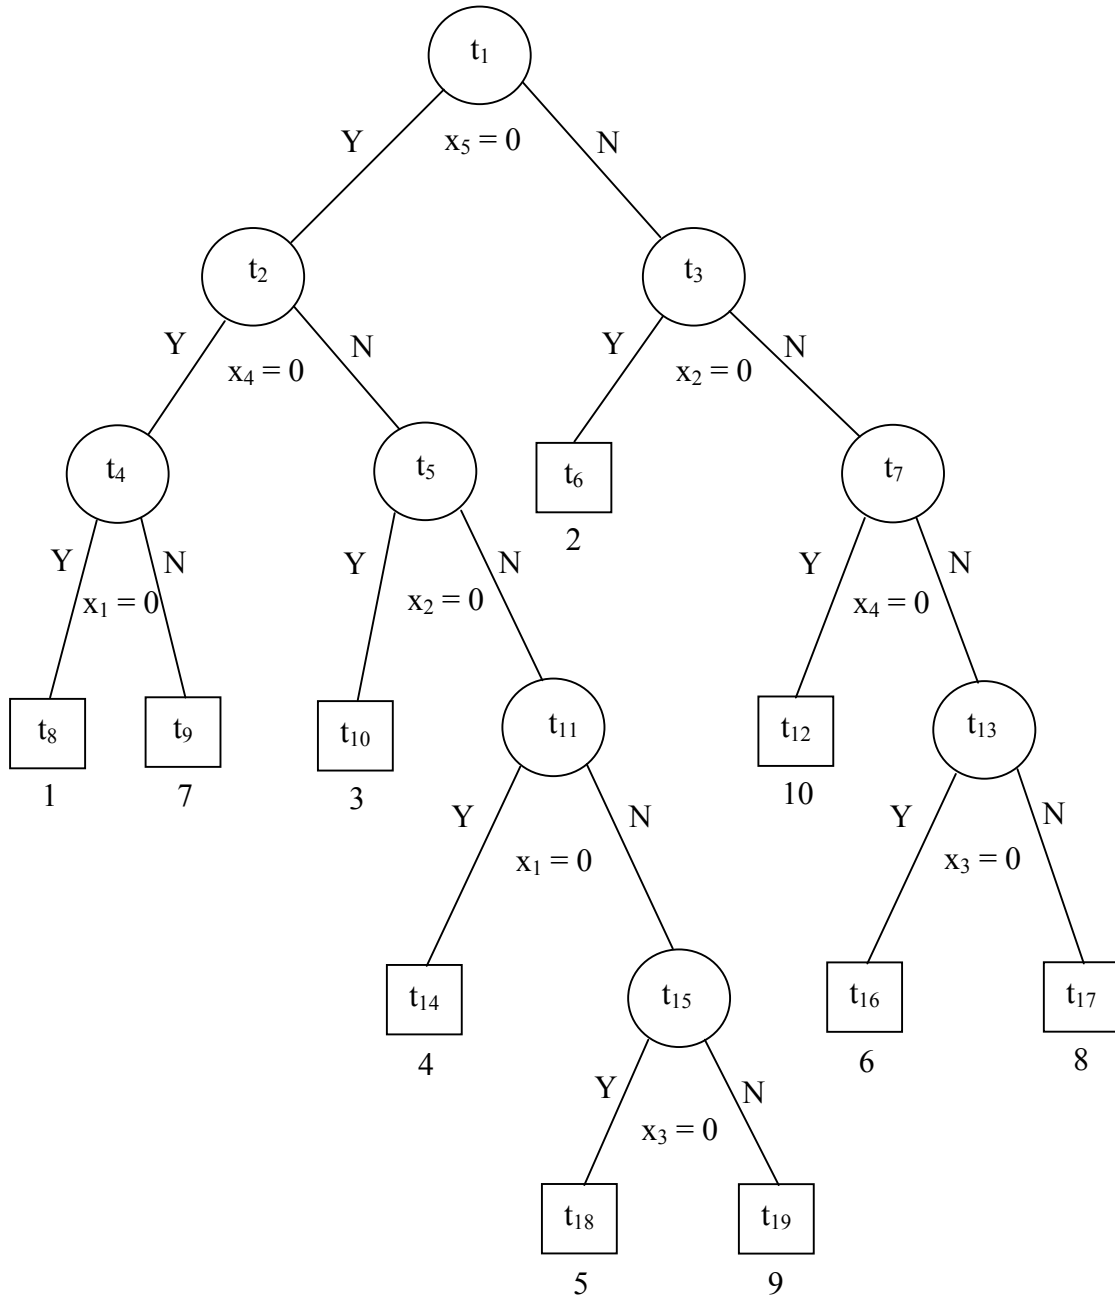 t₁
Y x₅ = 0 N
t₂ t₃
Y x₄ = 0 N Y x₂ = 0 N
t₄ t₅ t₆ t₇
2
Y x₁ = 0 N Y x₂ = 0 N Y x₄ = 0 N
t₈ t₉ t₁₀ t₁₁ t₁₂ t₁₃
1 7 3 10
Y x₁ = 0 N Y x₃ = 0 N
t₁₄ t₁₅ t₁₆ t₁₇
4 6 8
Y x₃ = 0 N
t₁₈ t₁₉
5 9